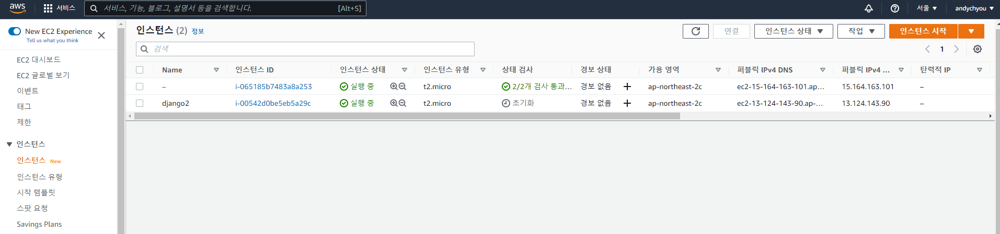 aws 서비스 서비스, 기능, 블로그, 설명서 등을 검색합니다. [Alt+S] 서울 ▼ andychyou ▼
New EC2 Experience
Tell us what you think
EC2 대시보드
EC2 글로벌 보기
이벤트
태그
제한
▼ 인스턴스
인스턴스 New
인스턴스 유형
시작 템플릿
스팟 요청
Savings Plans
인스턴스 (2) 정보
연결 인스턴스 상태 ▼ 작업 ▼ 인스턴스 시작 ▼
검색
1
Name 인스턴스 ID 인스턴스 상태 인스턴스 유형 상태 검사 경보 상태 가용 영역 퍼블릭 IPv4 DNS 퍼블릭 IPv4 ... 탄력적 IP
– i-065185b7483a8a253 실행 중 t2.micro 2/2개 검사 통과... 경보 없음 + ap-northeast-2c ec2-15-164-163-101.ap... 15.164.163.101 –
django2 i-00542d0be5eb5a29c 실행 중 t2.micro 초기화 경보 없음 + ap-northeast-2c ec2-13-124-143-90.ap-... 13.124.143.90 –